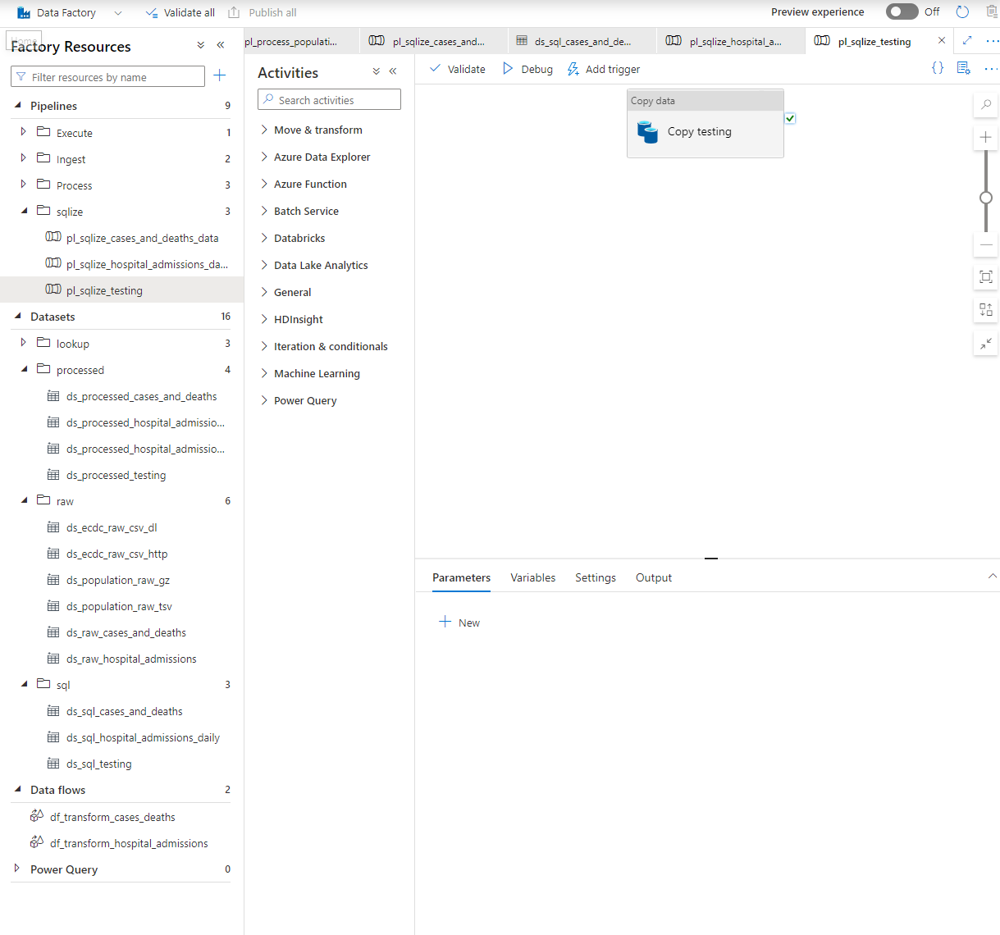 Data Factory
Validate all
Publish all
Preview experience
Off
Home
Factory Resources
Filter resources by name
Pipelines 9
Execute 1
Ingest 2
Process 3
sqlize 3
pl_sqlize_cases_and_deaths_data
pl_sqlize_hospital_admissions_da...
pl_sqlize_testing
Datasets 16
lookup 3
processed 4
ds_processed_cases_and_deaths
ds_processed_hospital_admissio...
ds_processed_hospital_admissio...
ds_processed_testing
raw 6
ds_ecdc_raw_csv_dl
ds_ecdc_raw_csv_http
ds_population_raw_gz
ds_population_raw_tsv
ds_raw_cases_and_deaths
ds_raw_hospital_admissions
sql 3
ds_sql_cases_and_deaths
ds_sql_hospital_admissions_daily
ds_sql_testing
Data flows 2
df_transform_cases_deaths
df_transform_hospital_admissions
Power Query 0
pl_process_populati...
pl_sqlize_cases_and...
ds_sql_cases_and_de...
pl_sqlize_hospital_a...
pl_sqlize_testing
Activities
Search activities
Move & transform
Azure Data Explorer
Azure Function
Batch Service
Databricks
Data Lake Analytics
General
HDInsight
Iteration & conditionals
Machine Learning
Power Query
Validate
Debug
Add trigger
{}
Copy data
Copy testing
Parameters
Variables
Settings
Output
New